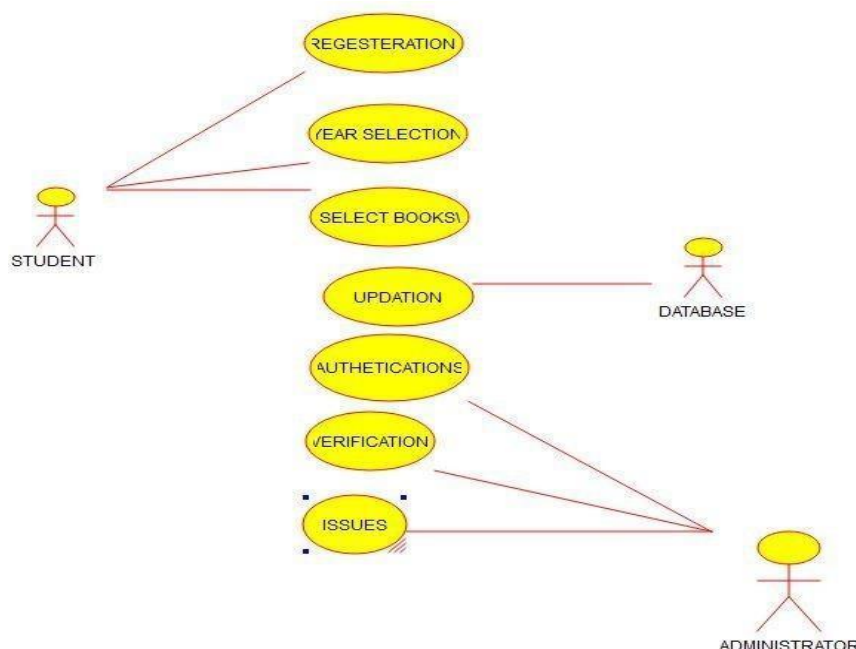 REGESTERATION
YEAR SELECTION
SELECT BOOKS\
STUDENT
UPDATION
DATABASE
AUTHETICATIONS
VERIFICATION
ISSUES
ADMINISTRATOR